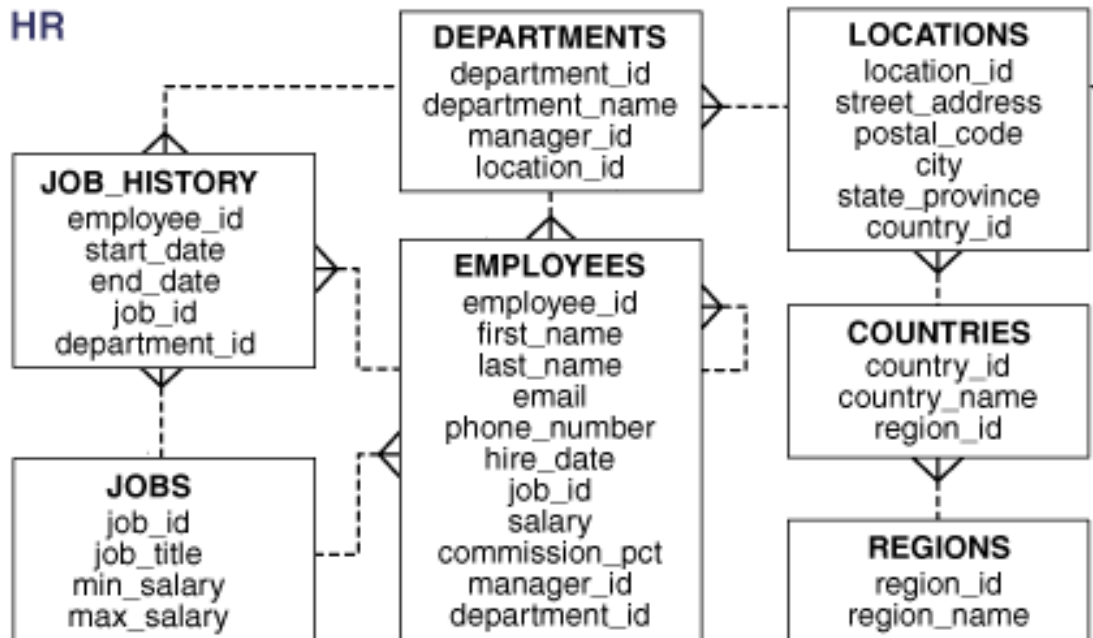 HR
DEPARTMENTS
department_id
department_name
manager_id
location_id
LOCATIONS
location_id
street_address
postal_code
city
state_province
country_id
JOB_HISTORY
employee_id
start_date
end_date
job_id
department_id
EMPLOYEES
employee_id
first_name
last_name
email
phone_number
hire_date
job_id
salary
commission_pct
manager_id
department_id
COUNTRIES
country_id
country_name
region_id
JOBS
job_id
job_title
min_salary
max_salary
REGIONS
region_id
region_name